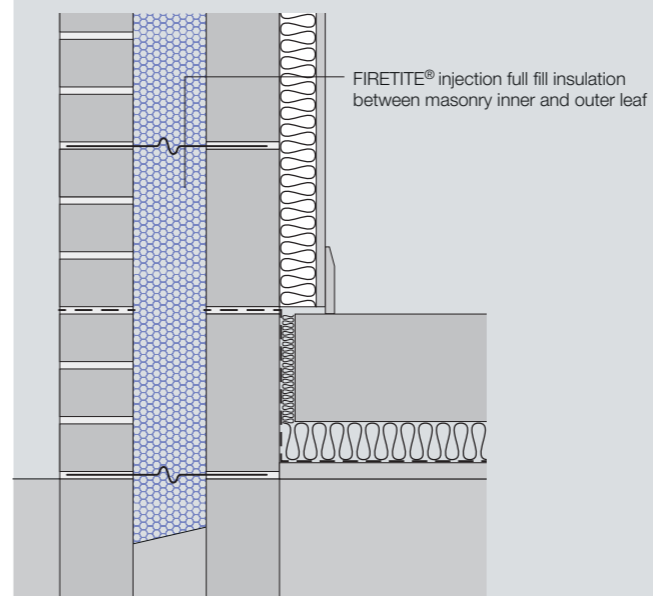 FIRETITE® injection full fill insulation
between masonry inner and outer leaf